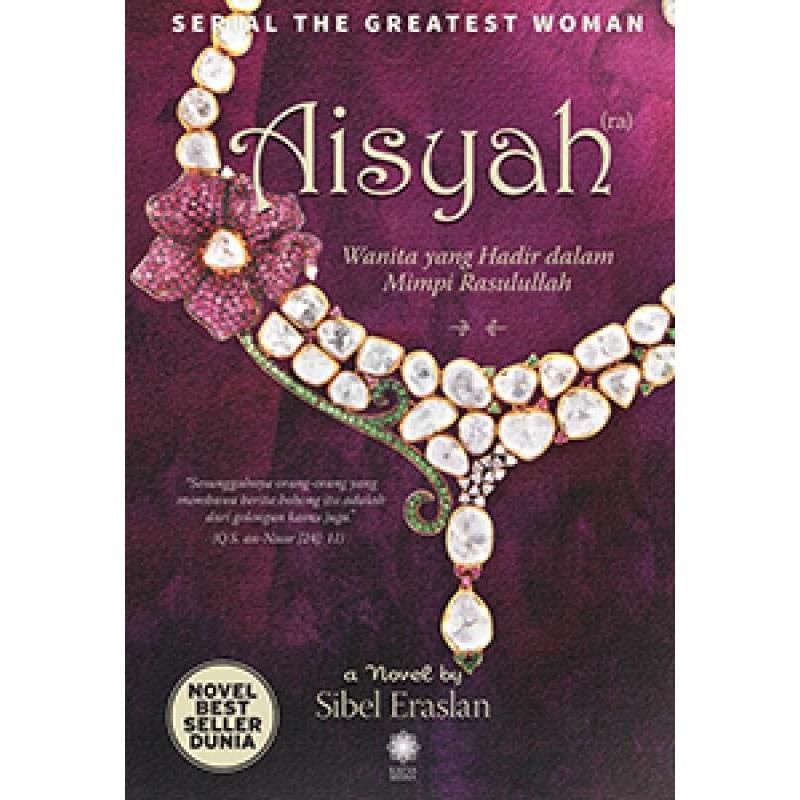 SERIAL THE GREATEST WOMAN
Aisyah (ra)
Wanita yang Hadir dalam
Mimpi Rasulullah
"Sesungguhnya orang-orang yang
membawa berita bohong itu adalah
dari golongan kamu juga."
(Q.S. an-Nuur [24]: 11)
a Novel by
Sibel Eraslan
NOVEL
BEST
SELLER
DUNIA